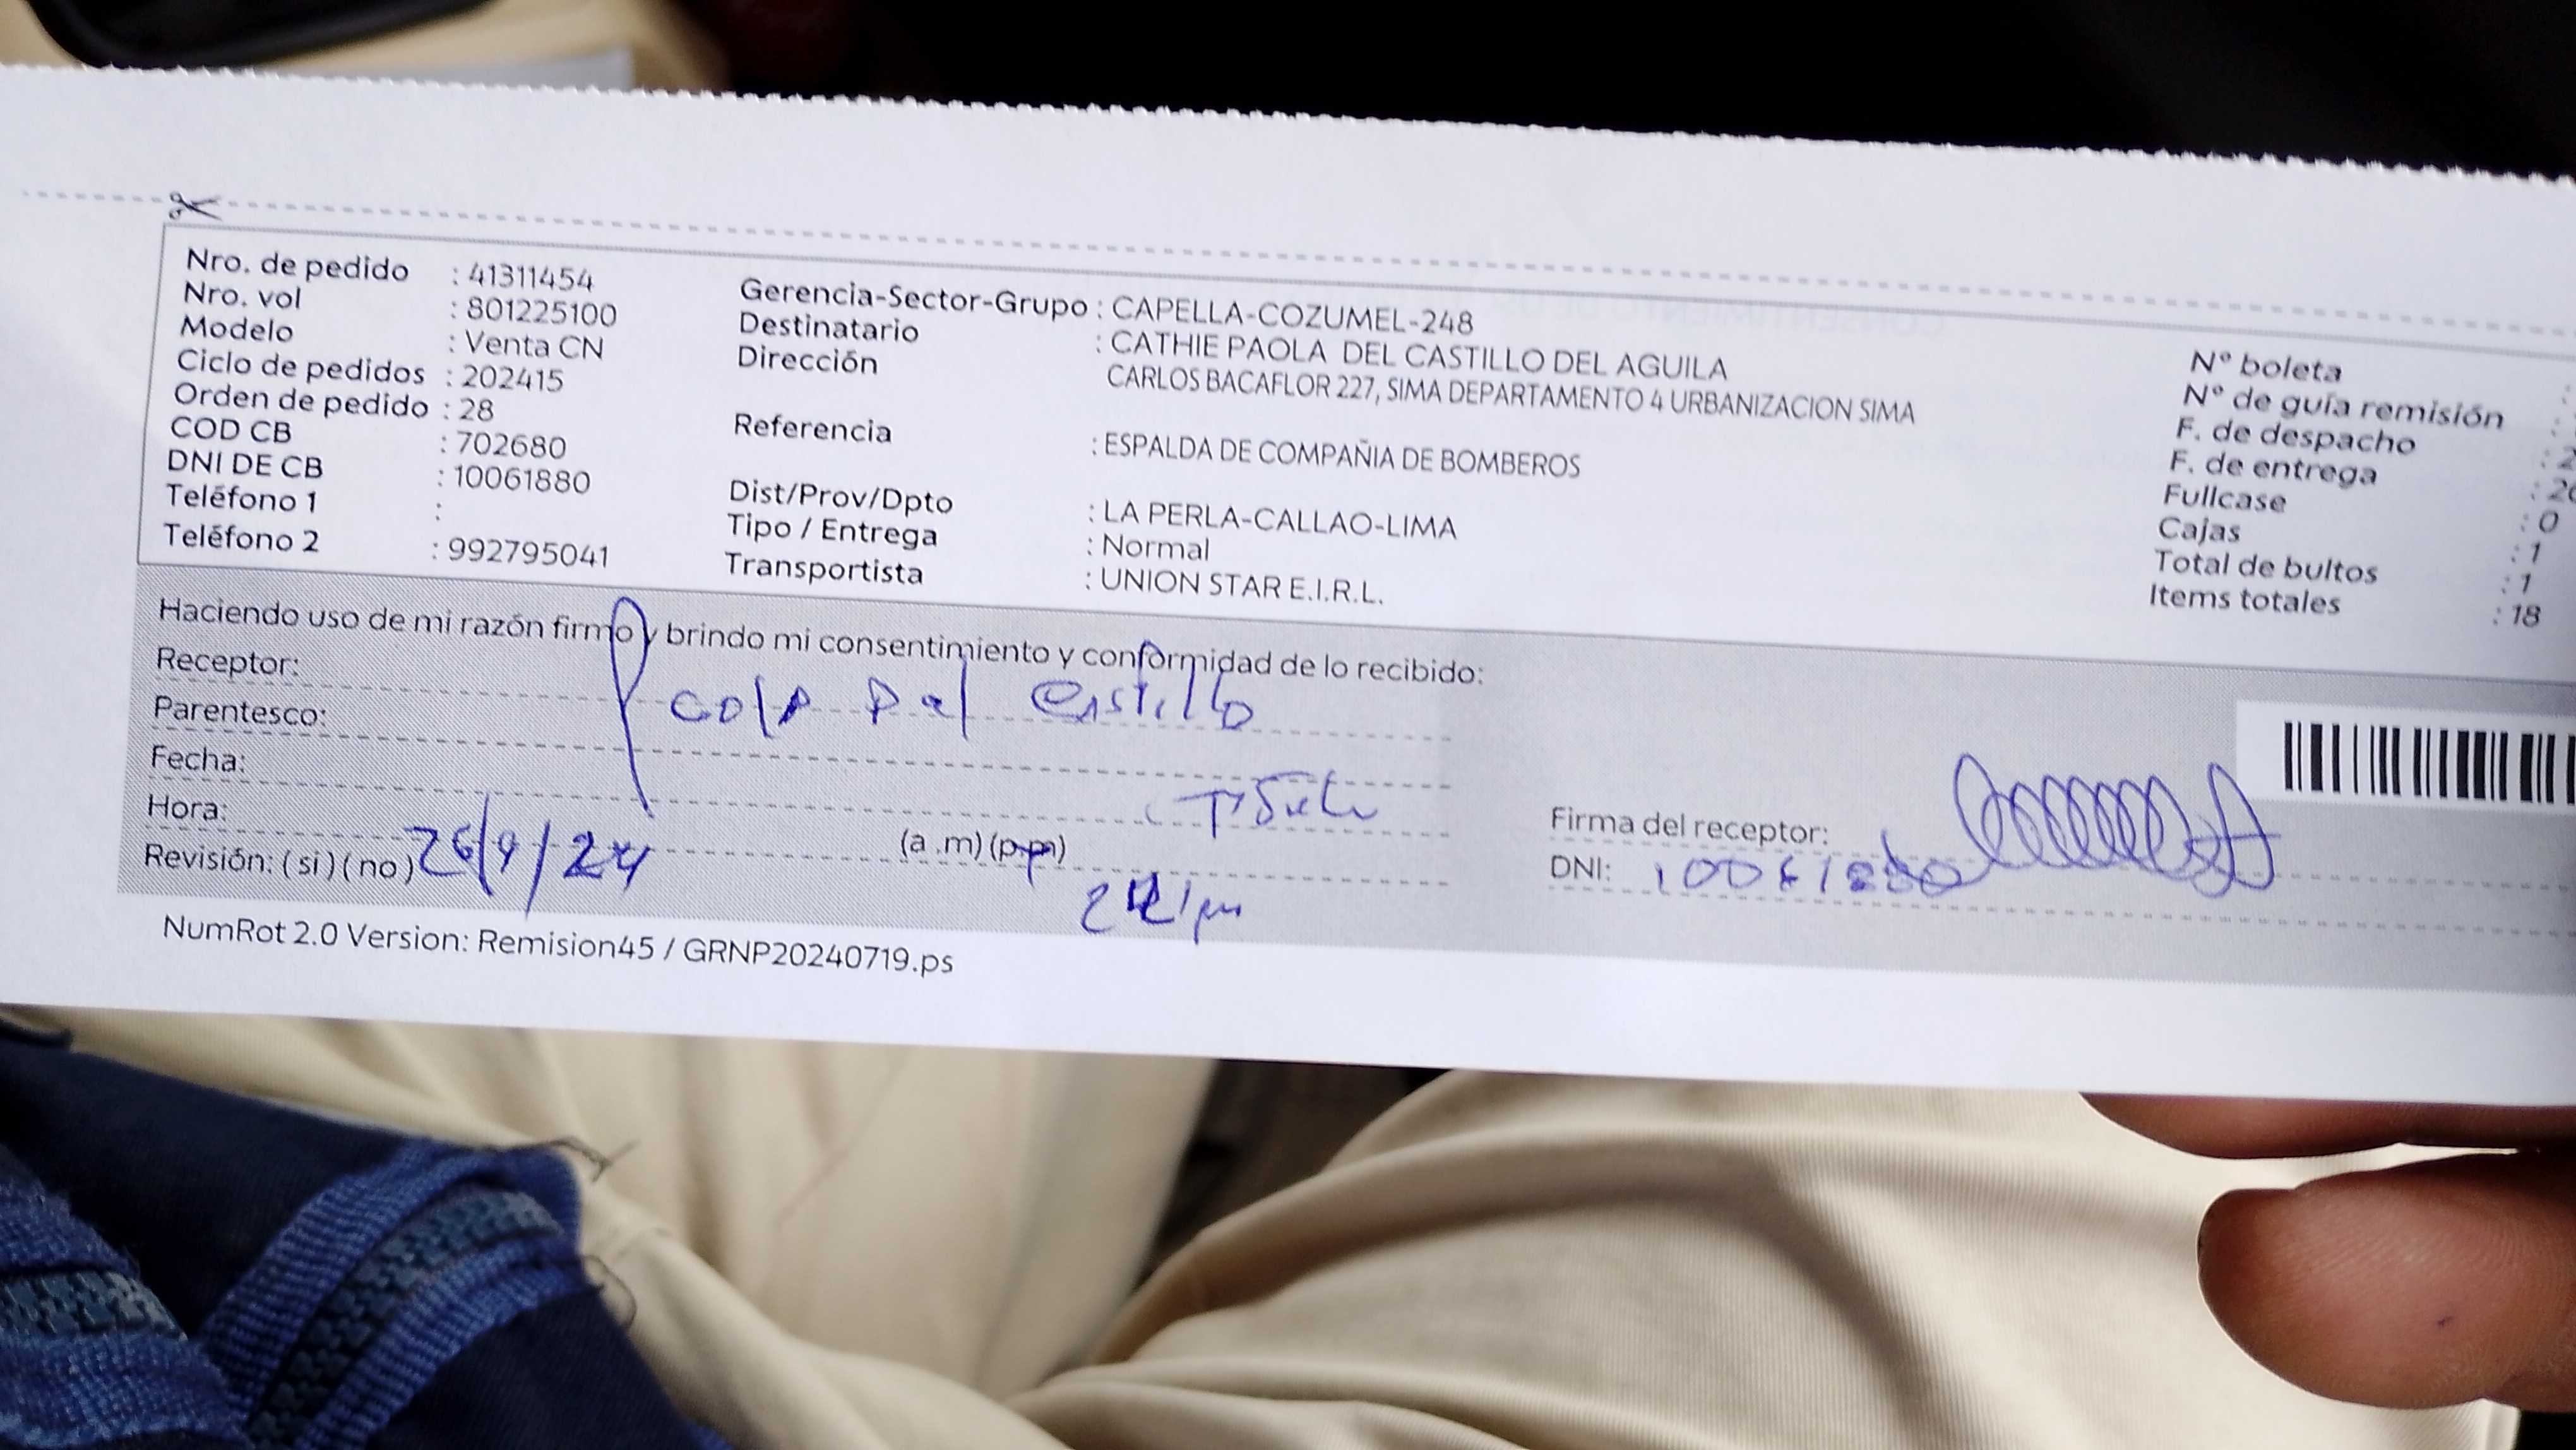 Nro. de pedido : 41311454
Nro. vol : 801225100
Modelo : Venta CN
Ciclo de pedidos : 202415
Orden de pedido : 28
COD CB : 702680
DNI DE CB : 10061880
Teléfono 1 :
Teléfono 2 : 992795041
Gerencia-Sector-Grupo : CAPELLA-COZUMEL-248
Destinatario : CATHIE PAOLA DEL CASTILLO DEL AGUILA
Dirección CARLOS BACAFLOR 227, SIMA DEPARTAMENTO 4 URBANIZACION SIMA
Referencia : ESPALDA DE COMPAÑIA DE BOMBEROS
Dist/Prov/Dpto : LA PERLA-CALLAO-LIMA
Tipo / Entrega : Normal
Transportista : UNION STAR E.I.R.L.
N° boleta :
N° de guía remisión :
F. de despacho : 2
F. de entrega : 20
Fullcase : 0
Cajas : 1
Total de bultos : 1
Items totales : 18
Haciendo uso de mi razón firmo y brindo mi consentimiento y conformidad de lo recibido:
Receptor: Castillo
Parentesco:
Fecha:
Hora: (a .m) (p.m)
Revisión: ( si ) ( no ) 26/9/24
Firma del receptor:
DNI: 10061880
NumRot 2.0 Version: Remision45 / GRNP20240719.ps